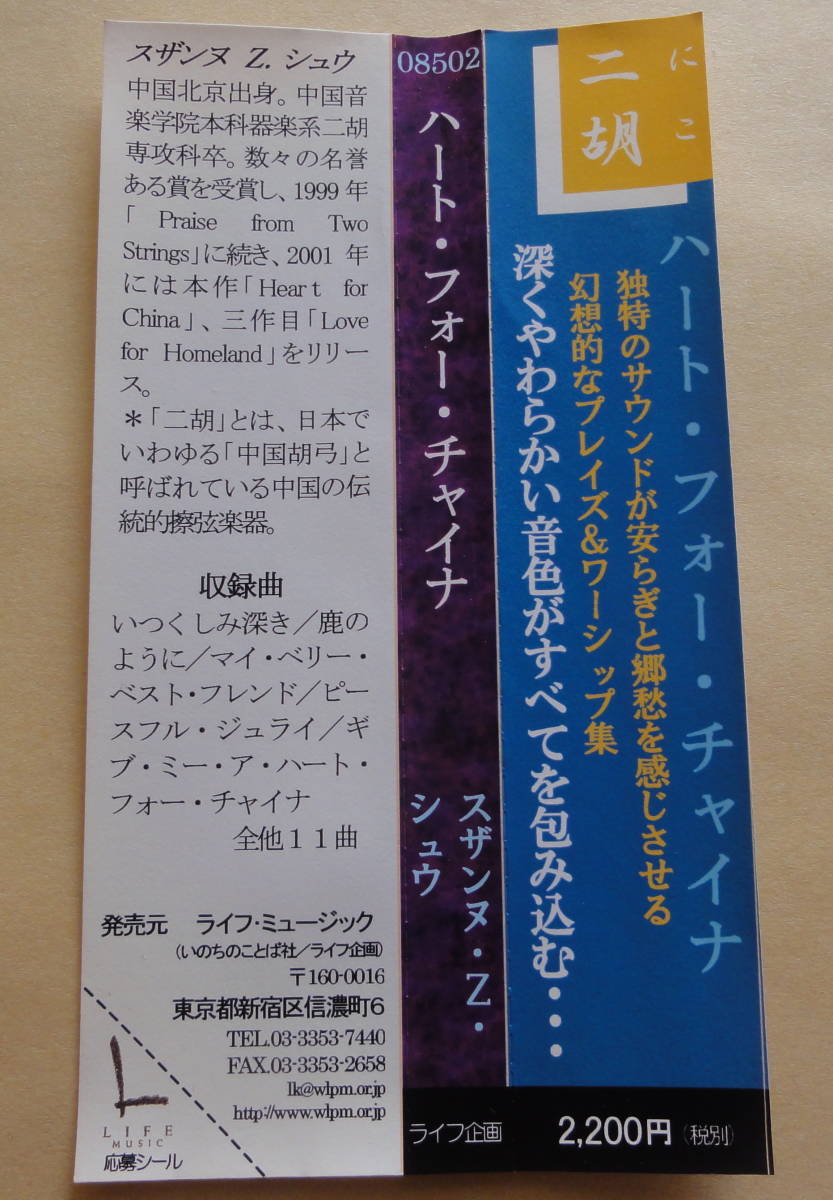 スザンヌ Z. シュウ
中国北京出身。中国音
楽学院本科器楽系二胡
専攻科卒。数々の名誉
ある賞を受賞し、1999 年
「 Praise from Two
Strings」に続き、2001 年
には本作「Heart for
China」、三作目「Love
for Homeland」をリリー
ス。
＊「二胡」とは、日本で
いわゆる「中国胡弓」と
呼ばれている中国の伝
統的擦弦楽器。
収録曲
いつくしみ深き／鹿の
ように／マイ・ベリー・
ベスト・フレンド／ピー
スフル・ジュライ／ギ
ブ・ミー・ア・ハート・
フォー・チャイナ
全他１１曲
発売元　ライフ・ミュージック
（いのちのことば社／ライフ企画）
〒160-0016
東京都新宿区信濃町6
TEL.03-3353-7440
FAX.03-3353-2658
lk@wlpm.or.jp
http://www.wlpm.or.jp
L
LIFE
MUSIC
応募シール
08502
ハート・フォー・チャイナ
スザンヌ・Z・
シュウ
にこ
二胡
ハート・フォー・チャイナ
独特のサウンドが安らぎと郷愁を感じさせる
幻想的なプレイズ＆ワーシップ集
深くやわらかい音色がすべてを包み込む・・・
ライフ企画　2,200円（税別）